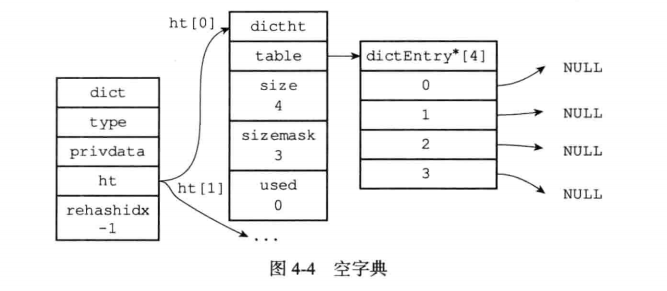 dict
type
privdata
ht
rehashidx
-1
ht[0]
ht[1]
dictht
table
size
4
sizemask
3
used
0
...
dictEntry*[4]
0
1
2
3
NULL
NULL
NULL
NULL
图 4-4 空字典